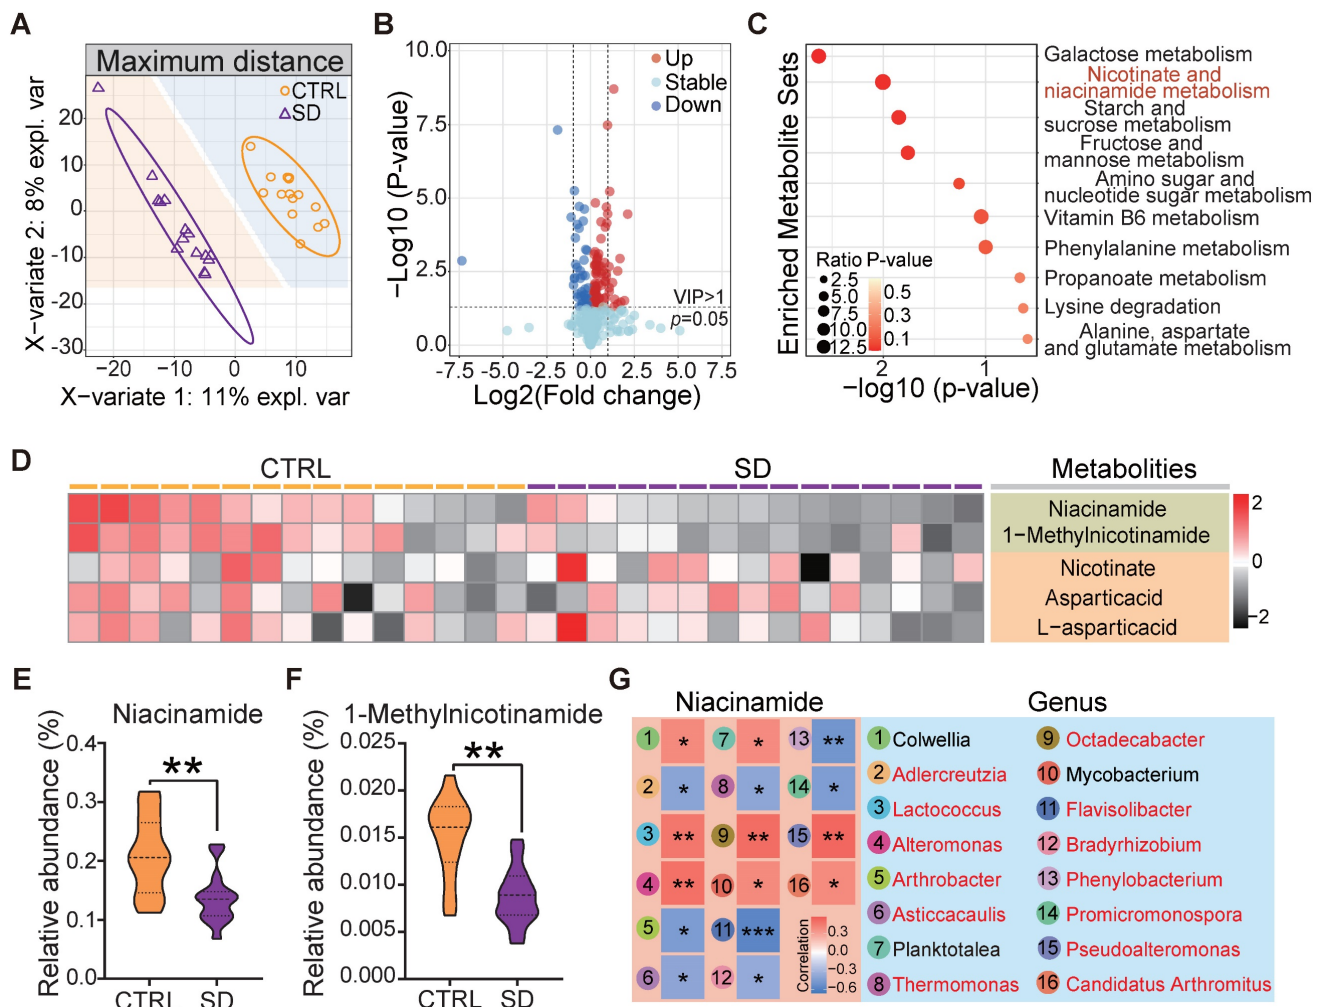 A
Maximum distance
CTRL
SD
X−variate 2: 8% expl. var
20
10
0
-10
-20
-30
−20
−10
0
10
X−variate 1: 11% expl. var
B
−Log10 (P-value)
10.0
7.5
5.0
2.5
0.0
Up
Stable
Down
VIP>1
p=0.05
-7.5
-5.0
-2.5
0.0
2.5
5.0
7.5
Log2(Fold change)
C
Enriched Metabolite Sets
Ratio
P-value
2.5
5.0
7.5
10.0
12.5
0.5
0.3
0.1
2
1
−log10 (p-value)
Galactose metabolism
Nicotinate and
niacinamide metabolism
Starch and
sucrose metabolism
Fructose and
mannose metabolism
Amino sugar and
nucleotide sugar metabolism
Vitamin B6 metabolism
Phenylalanine metabolism
Propanoate metabolism
Lysine degradation
Alanine, aspartate
and glutamate metabolism
D
CTRL
SD
Metabolities
Niacinamide
1−Methylnicotinamide
Nicotinate
Asparticacid
L−asparticacid
2
0
−2
E
Niacinamide
Relative abundance (%)
0.4
0.3
0.2
0.1
0.0
**
CTRL
SD
F
1-Methylnicotinamide
Relative abundance (%)
0.025
0.020
0.015
0.010
0.005
0.000
**
CTRL
SD
G
Niacinamide
Genus
1 * 7 * 13 **
2 * 8 * 14 *
3 ** 9 ** 15 **
4 ** 10 * 16 *
5 * 11 ***
6 * 12 *
Correlation
0.3
0.0
−0.3
−0.6
1 Colwellia
2 Adlercreutzia
3 Lactococcus
4 Alteromonas
5 Arthrobacter
6 Asticcacaulis
7 Planktotalea
8 Thermomonas
9 Octadecabacter
10 Mycobacterium
11 Flavisolibacter
12 Bradyrhizobium
13 Phenylobacterium
14 Promicromonospora
15 Pseudoalteromonas
16 Candidatus Arthromitus